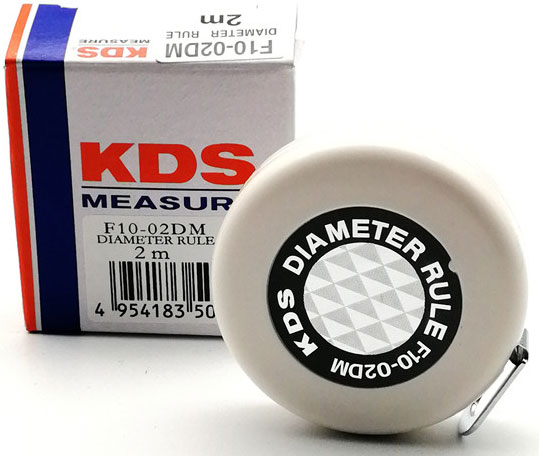 F10-02DM
DIAMETER RULE
2m
KDS
MEASURE
KDS
MEASUR
F10-02DM
DIAMETER RULE
2 m
4 954183 50
KDS DIAMETER RULE F10-02DM